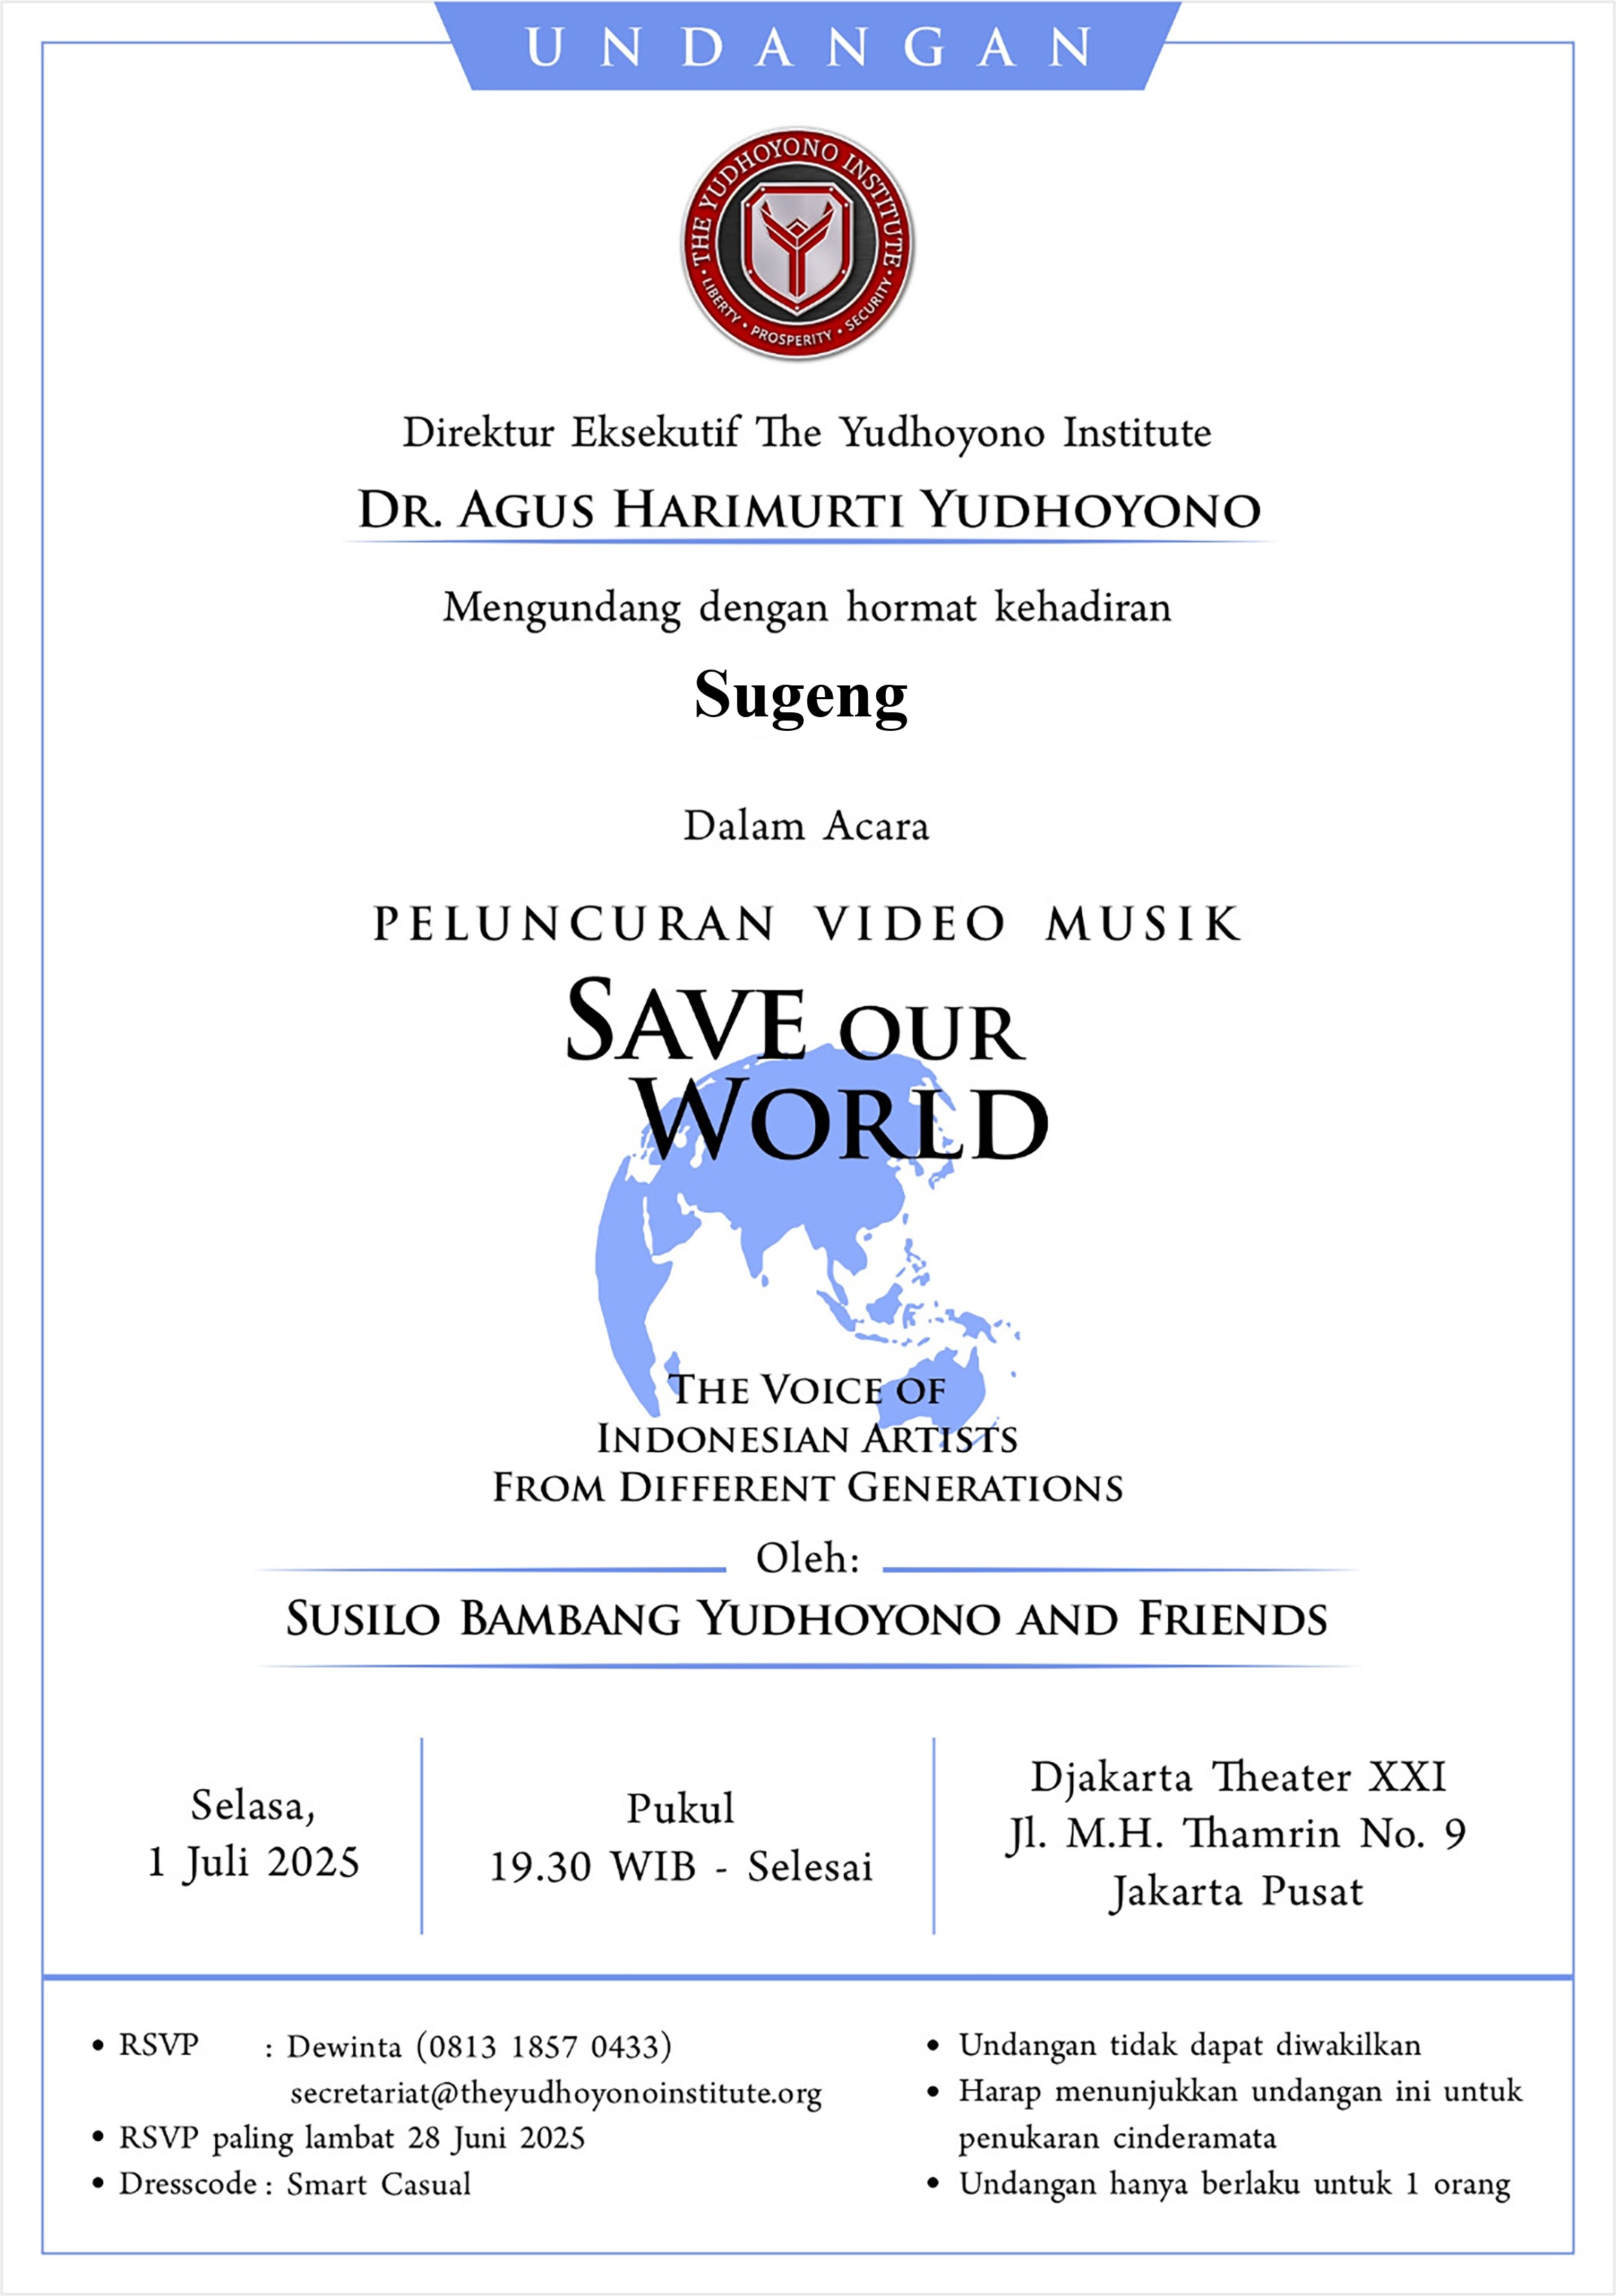 UNDANGAN
THE YUDHOYONO INSTITUTE
• LIBERTY • PROSPERITY • SECURITY •
Direktur Eksekutif The Yudhoyono Institute
DR. AGUS HARIMURTI YUDHOYONO
Mengundang dengan hormat kehadiran
Sugeng
Dalam Acara
PELUNCURAN VIDEO MUSIK
SAVE OUR
WORLD
THE VOICE OF
INDONESIAN ARTISTS
FROM DIFFERENT GENERATIONS
Oleh:
SUSILO BAMBANG YUDHOYONO AND FRIENDS
Selasa,
1 Juli 2025
Pukul
19.30 WIB - Selesai
Djakarta Theater XXI
Jl. M.H. Thamrin No. 9
Jakarta Pusat
• RSVP : Dewinta (0813 1857 0433)
secretariat@theyudhoyonoinstitute.org
• RSVP paling lambat 28 Juni 2025
• Dresscode : Smart Casual
• Undangan tidak dapat diwakilkan
• Harap menunjukkan undangan ini untuk
penukaran cinderamata
• Undangan hanya berlaku untuk 1 orang